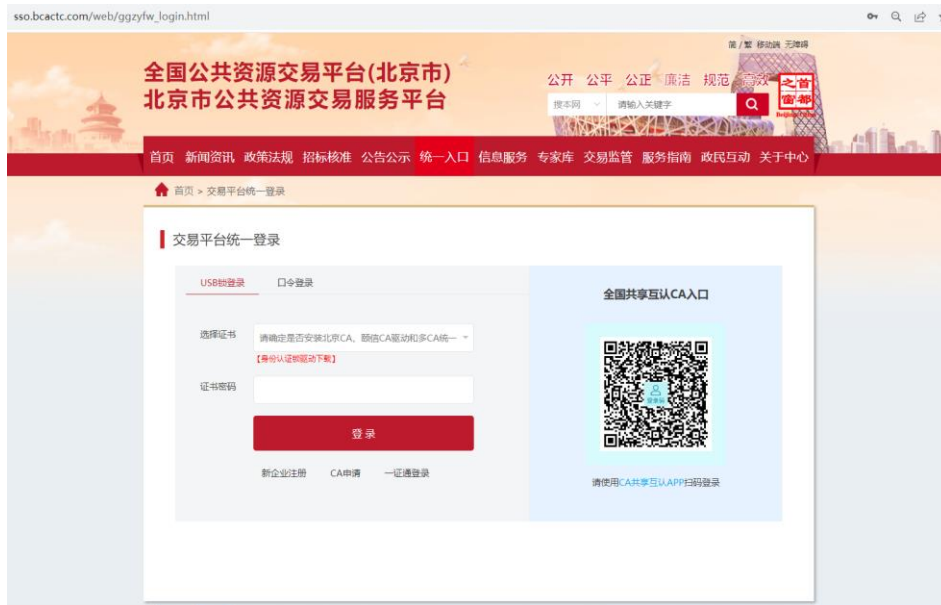 sso.bcactc.com/web/ggzyfw_login.html
简 / 繁 移动端 无障碍
全国公共资源交易平台(北京市)
北京市公共资源交易服务平台
公开 公平 公正 廉洁 规范 高效
搜本网 请输入关键字
首都之窗
首页 新闻资讯 政策法规 招标核准 公告公示 统一入口 信息服务 专家库 交易监管 服务指南 政民互动 关于中心
首页 > 交易平台统一登录
交易平台统一登录
USB锁登录 口令登录
选择证书 请确定是否安装北京CA，颐信CA驱动和多CA统一
【身份认证锁驱动下载】
证书密码
登 录
新企业注册 CA申请 一证通登录
全国共享互认CA入口
请使用CA共享互认APP扫码登录